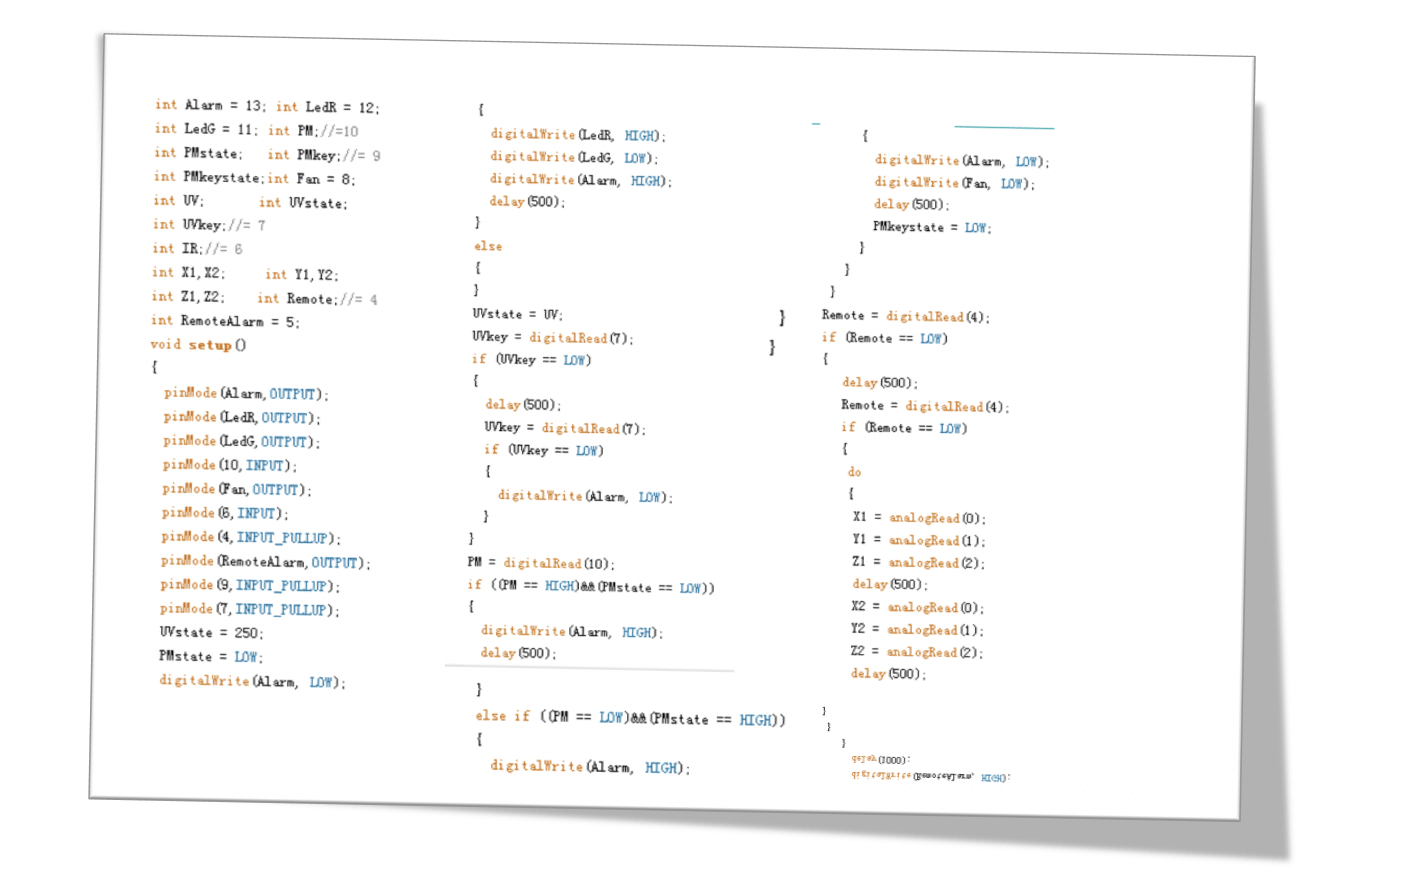 int Alarm = 13; int LedR = 12;
int LedG = 11; int PM;//=10
int PMstate; int PMkey;//= 9
int PMkeystate;int Fan = 8;
int UV; int UVstate;
int UVkey;//= 7
int IR;//= 6
int X1,X2; int Y1,Y2;
int Z1,Z2; int Remote;//= 4
int RemoteAlarm = 5;
void setup()
{
pinMode(Alarm,OUTPUT);
pinMode(LedR,OUTPUT);
pinMode(LedG,OUTPUT);
pinMode(10,INPUT);
pinMode(Fan,OUTPUT);
pinMode(6,INPUT);
pinMode(4,INPUT_PULLUP);
pinMode(RemoteAlarm,OUTPUT);
pinMode(9,INPUT_PULLUP);
pinMode(7,INPUT_PULLUP);
UVstate = 250;
PMstate = LOW;
digitalWrite(Alarm, LOW);
{
digitalWrite(LedR, HIGH);
digitalWrite(LedG, LOW);
digitalWrite(Alarm, HIGH);
delay(500);
}
else
{
}
UVstate = UV;
UVkey = digitalRead(7);
if (UVkey == LOW)
{
delay(500);
UVkey = digitalRead(7);
if (UVkey == LOW)
{
digitalWrite(Alarm, LOW);
}
}
PM = digitalRead(10);
if ((PM == HIGH)&&(PMstate == LOW))
{
digitalWrite(Alarm, HIGH);
delay(500);
}
else if ((PM == LOW)&&(PMstate == HIGH))
{
digitalWrite(Alarm, HIGH);
}
}
{
digitalWrite(Alarm, LOW);
digitalWrite(Fan, LOW);
delay(500);
PMkeystate = LOW;
}
}
}
Remote = digitalRead(4);
if (Remote == LOW)
{
delay(500);
Remote = digitalRead(4);
if (Remote == LOW)
{
do
{
X1 = analogRead(0);
Y1 = analogRead(1);
Z1 = analogRead(2);
delay(500);
X2 = analogRead(0);
Y2 = analogRead(1);
Z2 = analogRead(2);
delay(500);
}
}
}
delay(1000);
digitalWrite(RemoteAlarm, HIGH);